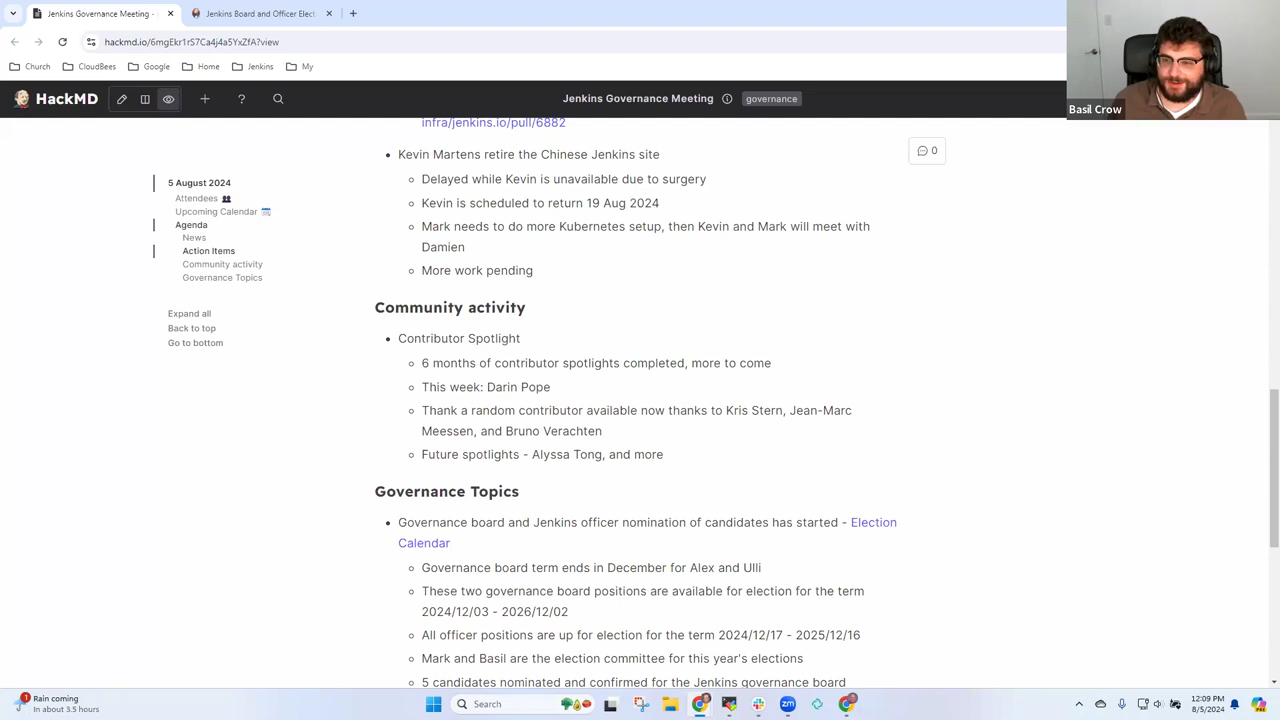 Jenkins Governance Meeting -
Jenkins Board and Officer Elect
hackmd.io/6mgEkr1rS7Ca4j4a5YxZfA?view
Church
CloudBees
Google
Home
Jenkins
My
HackMD
Jenkins Governance Meeting
governance
Basil Crow
infra/jenkins.io/pull/6882
0
5 August 2024
Attendees
Upcoming Calendar
Agenda
News
Action Items
Community activity
Governance Topics
Expall all
Back to top
Go to bottom
Kevin Martens retire the Chinese Jenkins site
Delayed while Kevin is unavailable due to surgery
Kevin is scheduled to return 19 Aug 2024
Mark needs to do more Kubernetes setup, then Kevin and Mark will meet with
Damien
More work pending
Community activity
Contributor Spotlight
6 months of contributor spotlights completed, more to come
This week: Darin Pope
Thank a random contributor available now thanks to Kris Stern, Jean-Marc
Meessen, and Bruno Verachten
Future spotlights - Alyssa Tong, and more
Governance Topics
Governance board and Jenkins officer nomination of candidates has started - Election
Calendar
Governance board term ends in December for Alex and Ulli
These two governance board positions are available for election for the term
2024/12/03 - 2026/12/02
All officer positions are up for election for the term 2024/12/17 - 2025/12/16
Mark and Basil are the election committee for this year's elections
5 candidates nominated and confirmed for the Jenkins governance board
1
Rain coming
In about 3.5 hours
Search
12:09 PM
8/5/2024